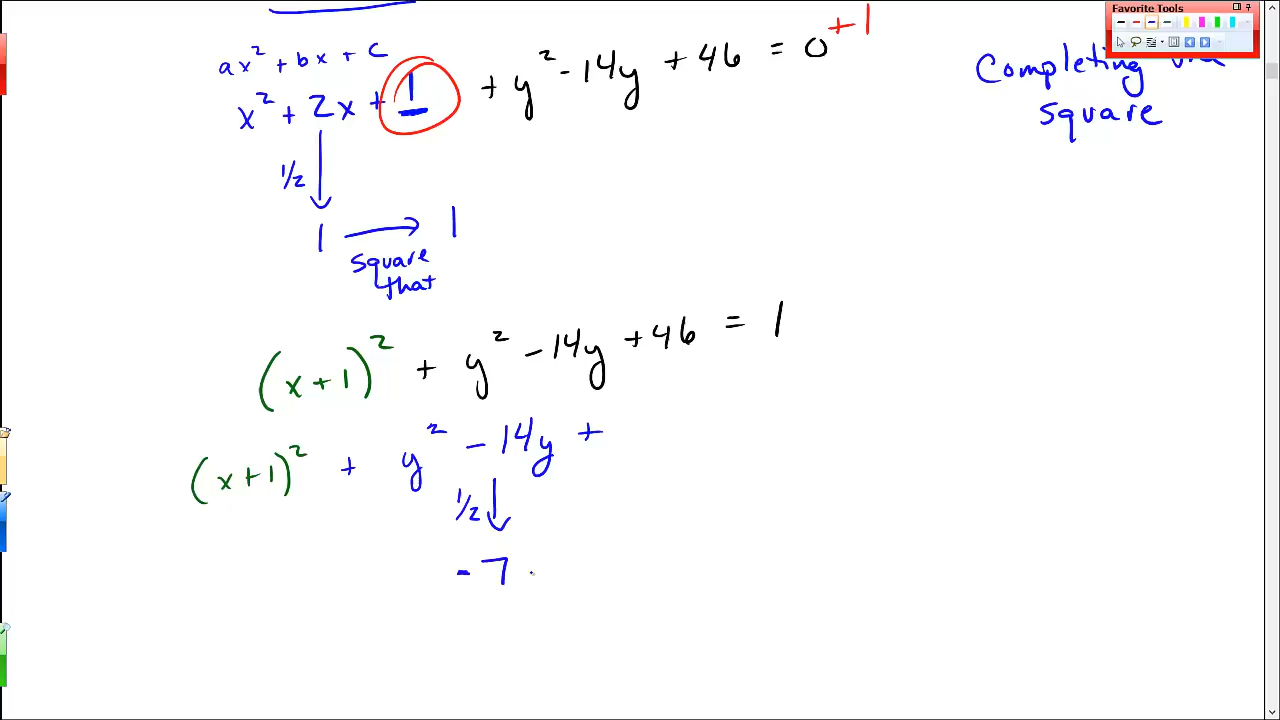 Favorite Tools
ax² + bx + c
x² + 2x + 1 + y² - 14y + 46 = 0 +1
Completing
square
1/2
1 → 1
square
that
(x+1)² + y² - 14y + 46 = 1
(x+1)² + y² - 14y +
1/2
- 7